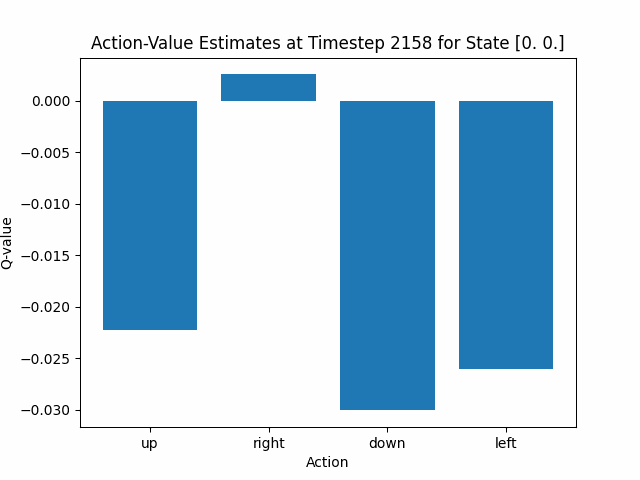 Action-Value Estimates at Timestep 2158 for State [0. 0.]
0.000
−0.005
−0.010
−0.015
−0.020
−0.025
−0.030
Q-value
up right down left
Action